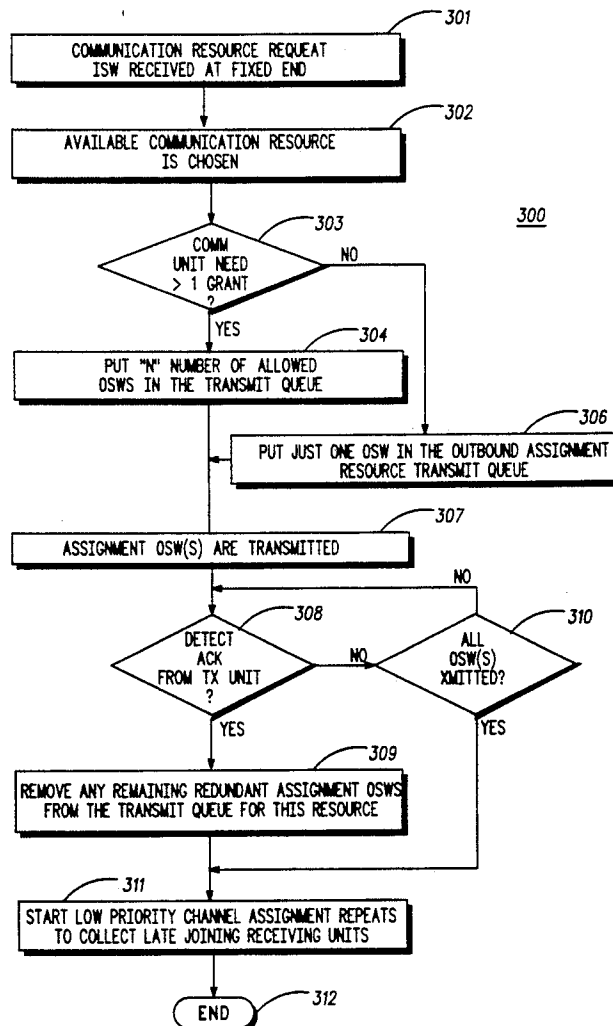 301
COMMUNICATION RESOURCE REQUEAT
ISW RECEIVED AT FIXED END
302
AVAILABLE COMMUNICATION RESOURCE
IS CHOSEN
300
303
COMM
UNIT NEED
> 1 GRANT
?
NO
YES
304
PUT "N" NUMBER OF ALLOWED
OSWS IN THE TRANSMIT QUEUE
306
PUT JUST ONE OSW IN THE OUTBOUND ASSIGNMENT
RESOURCE TRANSMIT QUEUE
307
ASSIGNMENT OSW(S) ARE TRANSMITTED
NO
308
DETECT
ACK
FROM TX UNIT
?
NO
YES
310
ALL
OSW(S)
XMITTED?
YES
309
REMOVE ANY REMAINING REDUNDANT ASSIGNMENT OSWS
FROM THE TRANSMIT QUEUE FOR THIS RESOURCE
311
START LOW PRIORITY CHANNEL ASSIGNMENT REPEATS
TO COLLECT LATE JOINING RECEIVING UNITS
END
312